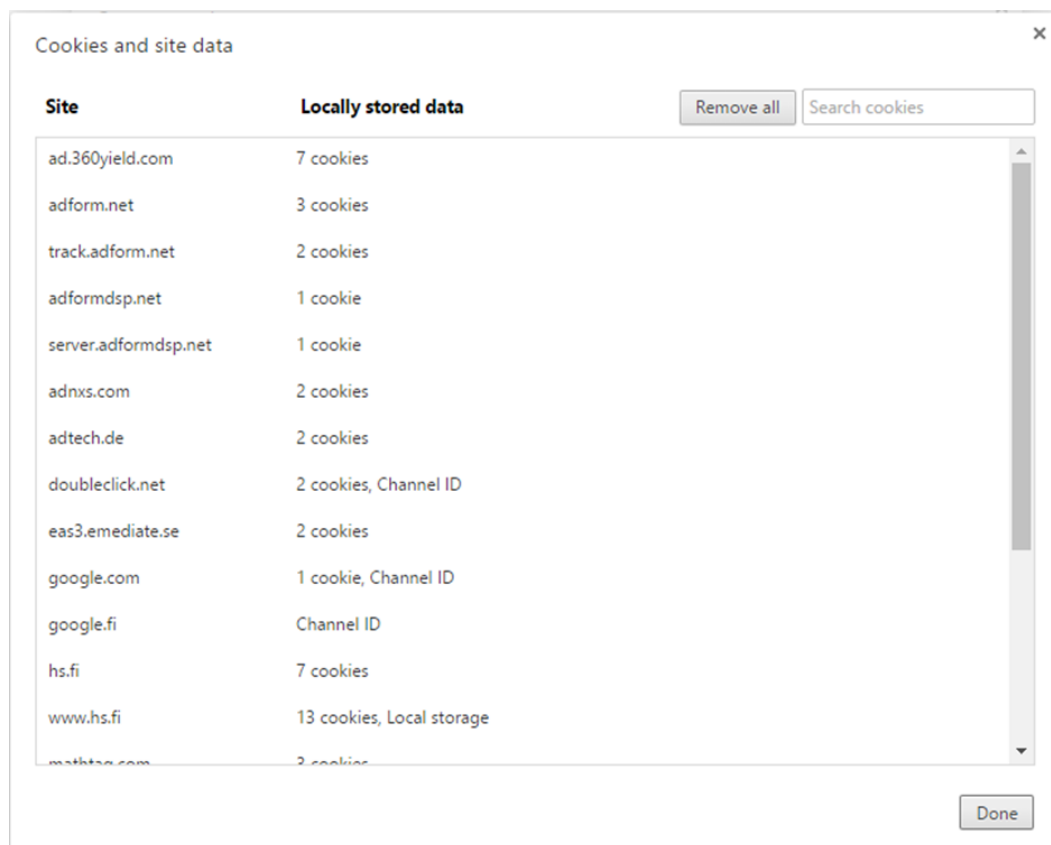 Cookies and site data
Site Locally stored data Remove all Search cookies
ad.360yield.com 7 cookies
adform.net 3 cookies
track.adform.net 2 cookies
adformdsp.net 1 cookie
server.adformdsp.net 1 cookie
adnxs.com 2 cookies
adtech.de 2 cookies
doubleclick.net 2 cookies, Channel ID
eas3.emediate.se 2 cookies
google.com 1 cookie, Channel ID
google.fi Channel ID
hs.fi 7 cookies
www.hs.fi 13 cookies, Local storage
mathtag.com 3 cookies
Done